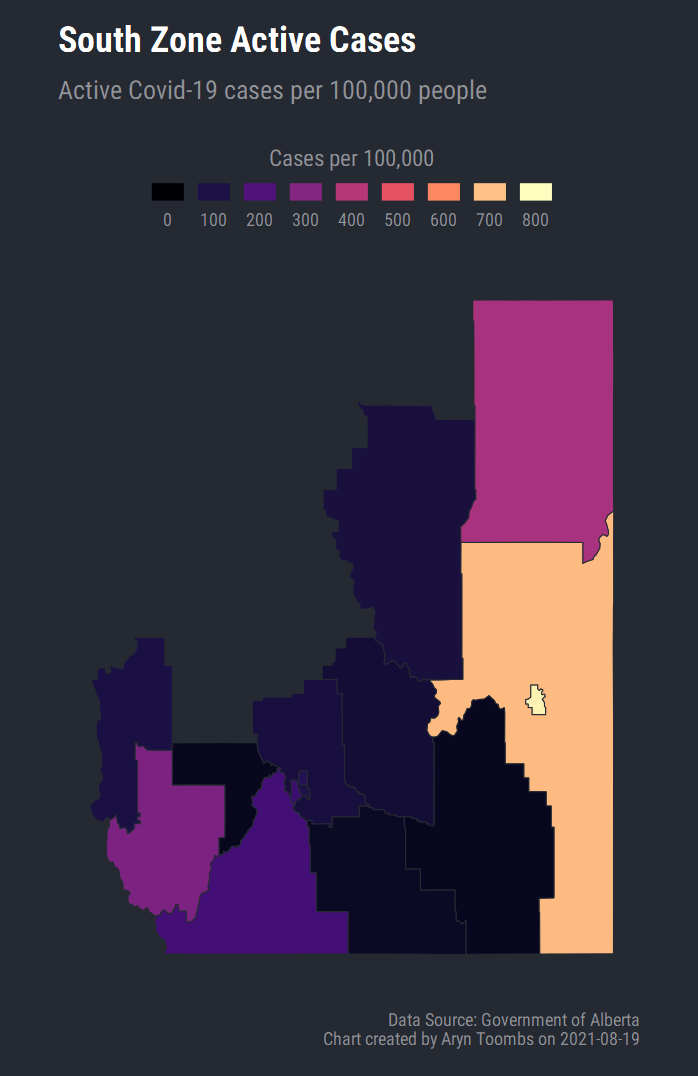 South Zone Active Cases
Active Covid-19 cases per 100,000 people
Cases per 100,000
0 100 200 300 400 500 600 700 800
Data Source: Government of Alberta
Chart created by Aryn Toombs on 2021-08-19